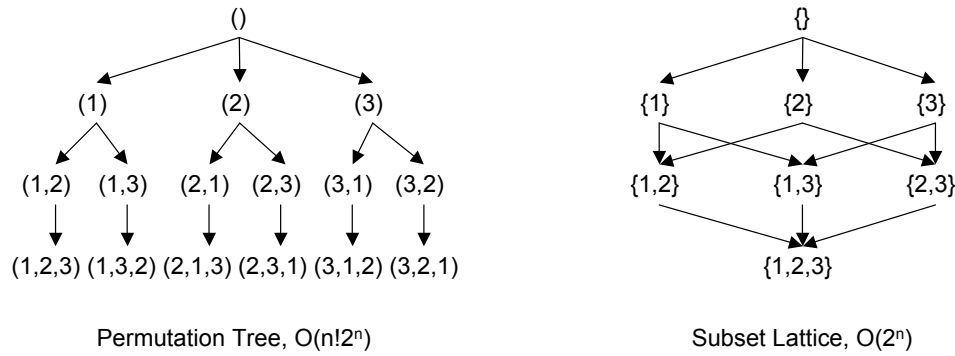 () {}
(1) (2) (3) {1} {2} {3}
(1,2) (1,3) (2,1) (2,3) (3,1) (3,2) {1,2} {1,3} {2,3}
(1,2,3) (1,3,2) (2,1,3) (2,3,1) (3,1,2) (3,2,1) {1,2,3}
Permutation Tree, O(n!2ⁿ) Subset Lattice, O(2ⁿ)